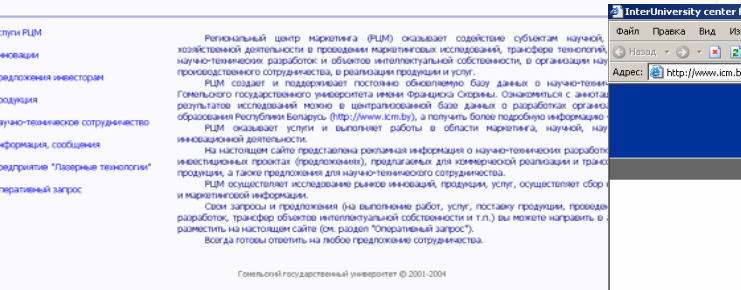 слуги РЦМ
нновации
редложения инвесторам
родукция
аучно-техническое сотрудничество
нформация, сообщения
редприятие "Лазерные технологии"
перативный запрос
Региональный центр маркетинга (РЦМ) оказывает содействие субъектам научной,
хозяйственной деятельности в проведении маркетинговых исследований, трансфере технологий,
научно-технических разработок и объектов интеллектуальной собственности, в организации нау
производственного сотрудничества, в реализации продукции и услуг.
РЦМ создает и поддерживает постоянно обновляемую базу данных о научно-технич
Гомельского государственного университета имени Франциска Скорины. Ознакомиться с аннота
результатов исследований можно в централизованной базе данных о разработках организа
образования Республики Беларусь (http://www.icm.by), а получить более подробную информацию
РЦМ оказывает услуги и выполняет работы в области маркетинга, научной, нау
инновационной деятельности.
На настоящем сайте представлена рекламная информация о научно-технических разработк
инвестиционных проектах (предложениях), предлагаемых для коммерческой реализации и транс
продукции, а также предложения для научно-технического сотрудничества.
РЦМ осуществляет исследование рынков инноваций, продукции, услуг, осуществляет сбор
и маркетинговой информации.
Свои запросы и предложения (на выполнение работ, услуг, поставку продукции, проведен
разработок, трансфер объектов интеллектуальной собственности и т.п.) вы можете направить в
разместить на настоящем сайте (см. раздел "Оперативный запрос").
Всегда готовы ответить на любое предложение сотрудничества.
Гомельский государственный университет © 2001-2004
InterUniversity center
Файл Правка Вид Из
Назад
Адрес: http://www.icm.b